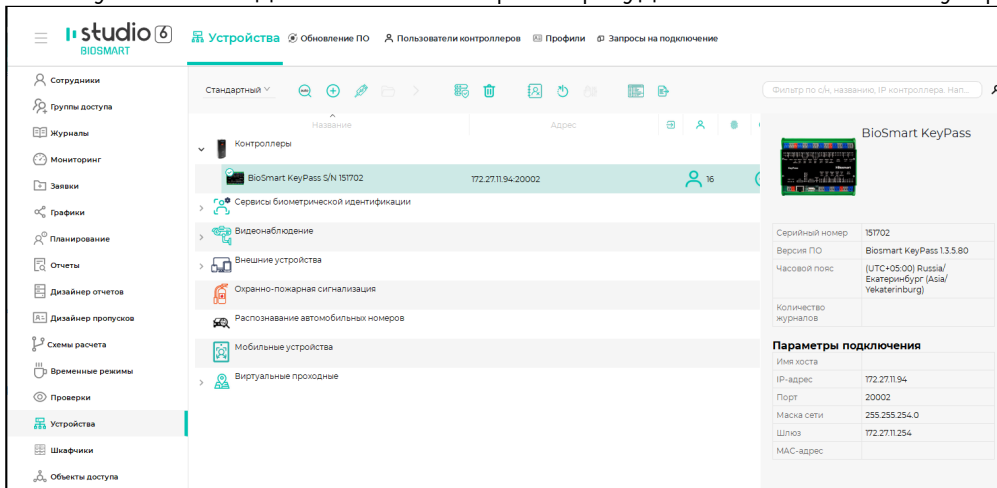 studio 6
BIOSMART
Устройства
Обновление ПО
Пользователи контроллеров
Профили
Запросы на подключение
Сотрудники
Группы доступа
Журналы
Мониторинг
Заявки
Графики
Планирование
Отчеты
Дизайнер отчетов
Дизайнер пропусков
Схемы расчета
Временные режимы
Проверки
Устройства
Шкафчики
Объекты доступа
Стандартный
Название
Адрес
Контроллеры
BioSmart KeyPass S/N 151702
172.27.11.94:20002
16
Сервисы биометрической идентификации
Видеонаблюдение
Внешние устройства
Охранно-пожарная сигнализация
Распознавание автомобильных номеров
Мобильные устройства
Виртуальные проходные
Фильтр по с/н, названию, IP контроллера. Нап...
BioSmart KeyPass
Серийный номер 151702
Версия ПО Biosmart KeyPass 1.3.5.80
Часовой пояс (UTC+05:00) Russia/
Екатеринбург (Asia/
Yekaterinburg)
Количество
журналов
Параметры подключения
Имя хоста
IP-адрес 172.27.11.94
Порт 20002
Маска сети 255.255.254.0
Шлюз 172.27.11.254
MAC-адрес